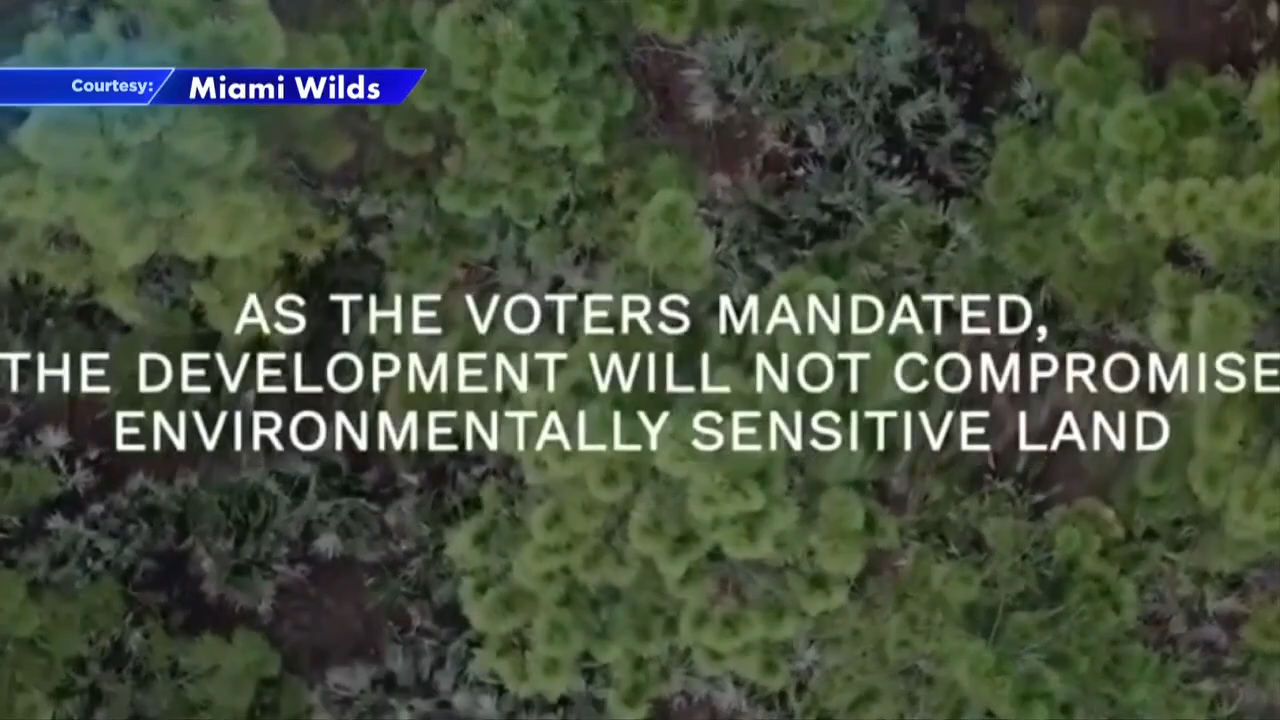 Courtesy: Miami Wilds
AS THE VOTERS MANDATED,
THE DEVELOPMENT WILL NOT COMPROMISE
ENVIRONMENTALLY SENSITIVE LAND